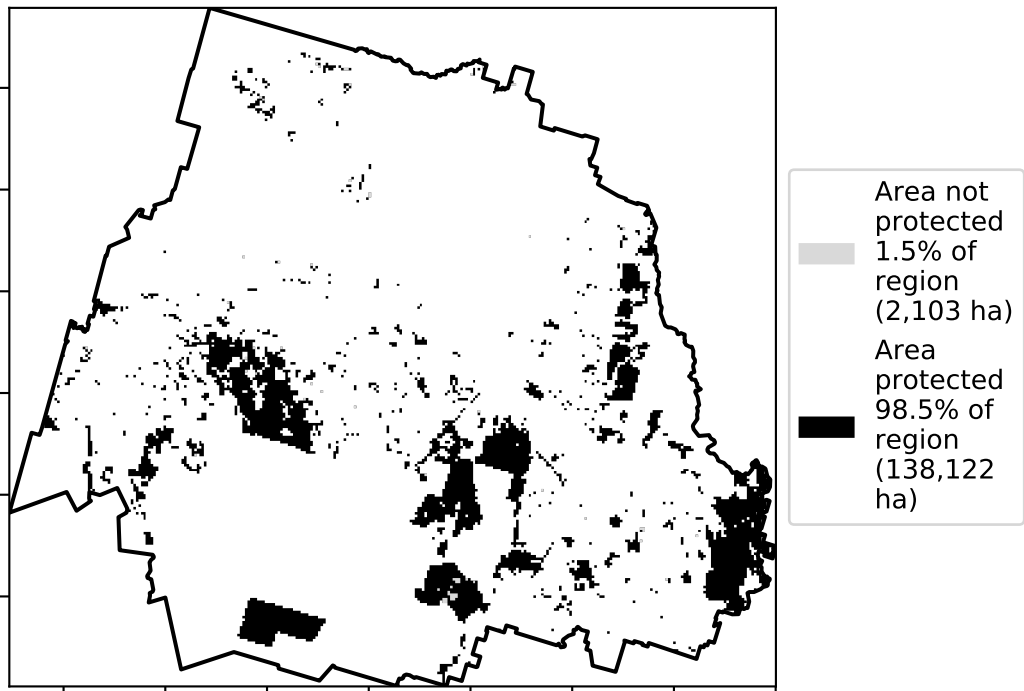 Area not
protected
1.5% of
region
(2,103 ha)
Area
protected
98.5% of
region
(138,122
ha)